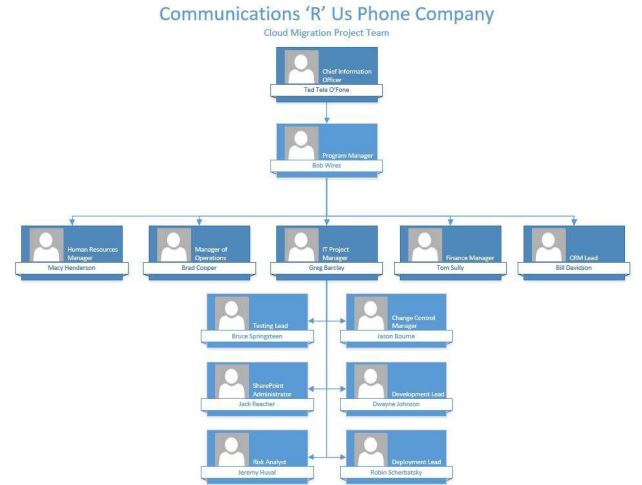 Communications ‘R’ Us Phone Company
Cloud Migration Project Team
Chief Information
Officer
Ted Tele O'Fone
Program Manager
Bob Wires
Human Resources
Manager
Macy Henderson
Manager of
Operations
Brad Cooper
IT Project
Manager
Greg Barclay
Finance Manager
Tom Sully
CRM Lead
Bill Davidson
Testing Lead
Bruce Springsteen
Change Control
Manager
Jason Bourne
SharePoint
Administrator
Jack Reacher
Development Lead
Dwayne Johnson
Risk Analyst
Jeremy Huval
Deployment Lead
Robin Scherbatsky